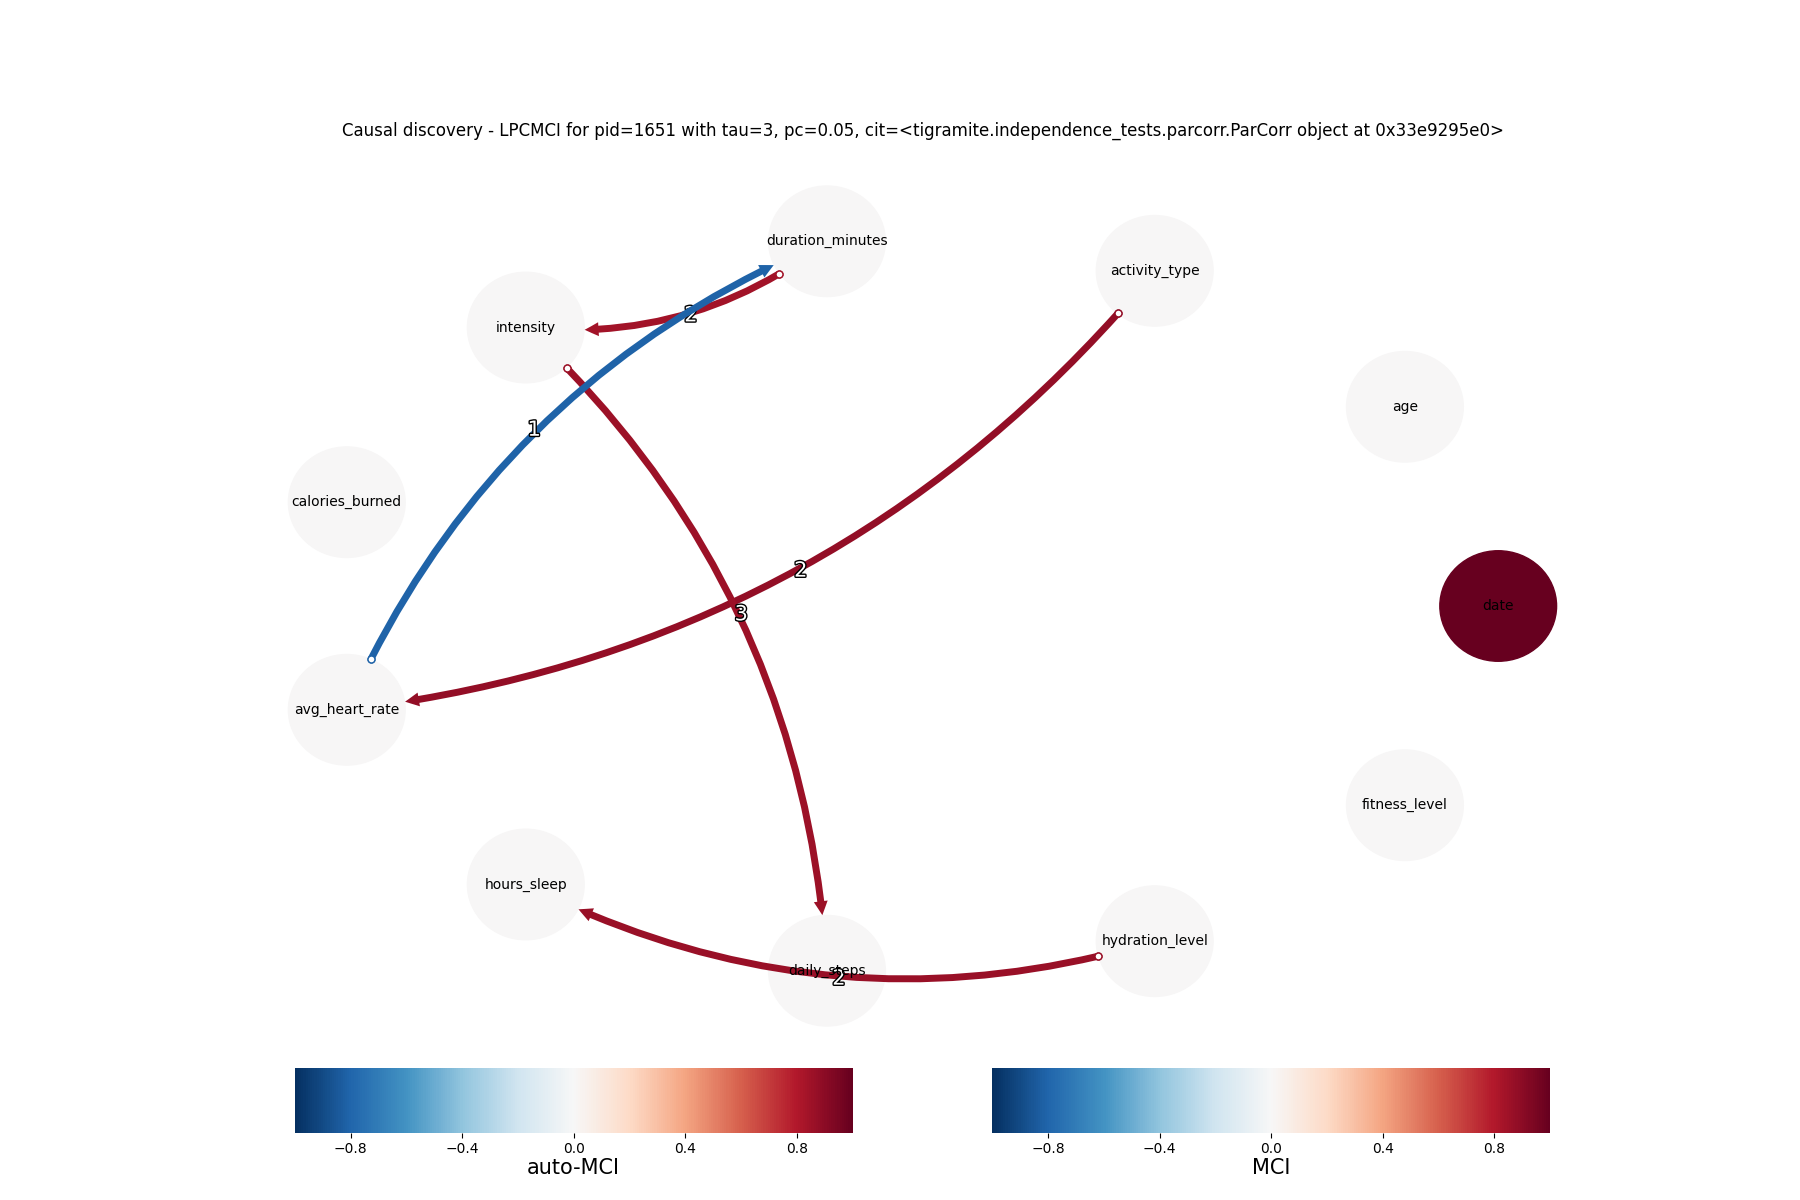 Causal discovery - LPCMCI for pid=1651 with tau=3, pc=0.05, cit=<tigramite.independence_tests.parcorr.ParCorr object at 0x33e9295e0>
duration_minutes
activity_type
intensity
2
age
1
calories_burned
2
date
3
avg_heart_rate
fitness_level
hours_sleep
hydration_level
daily_steps
2
−0.8 −0.4 0.0 0.4 0.8
auto-MCI
−0.8 −0.4 0.0 0.4 0.8
MCI